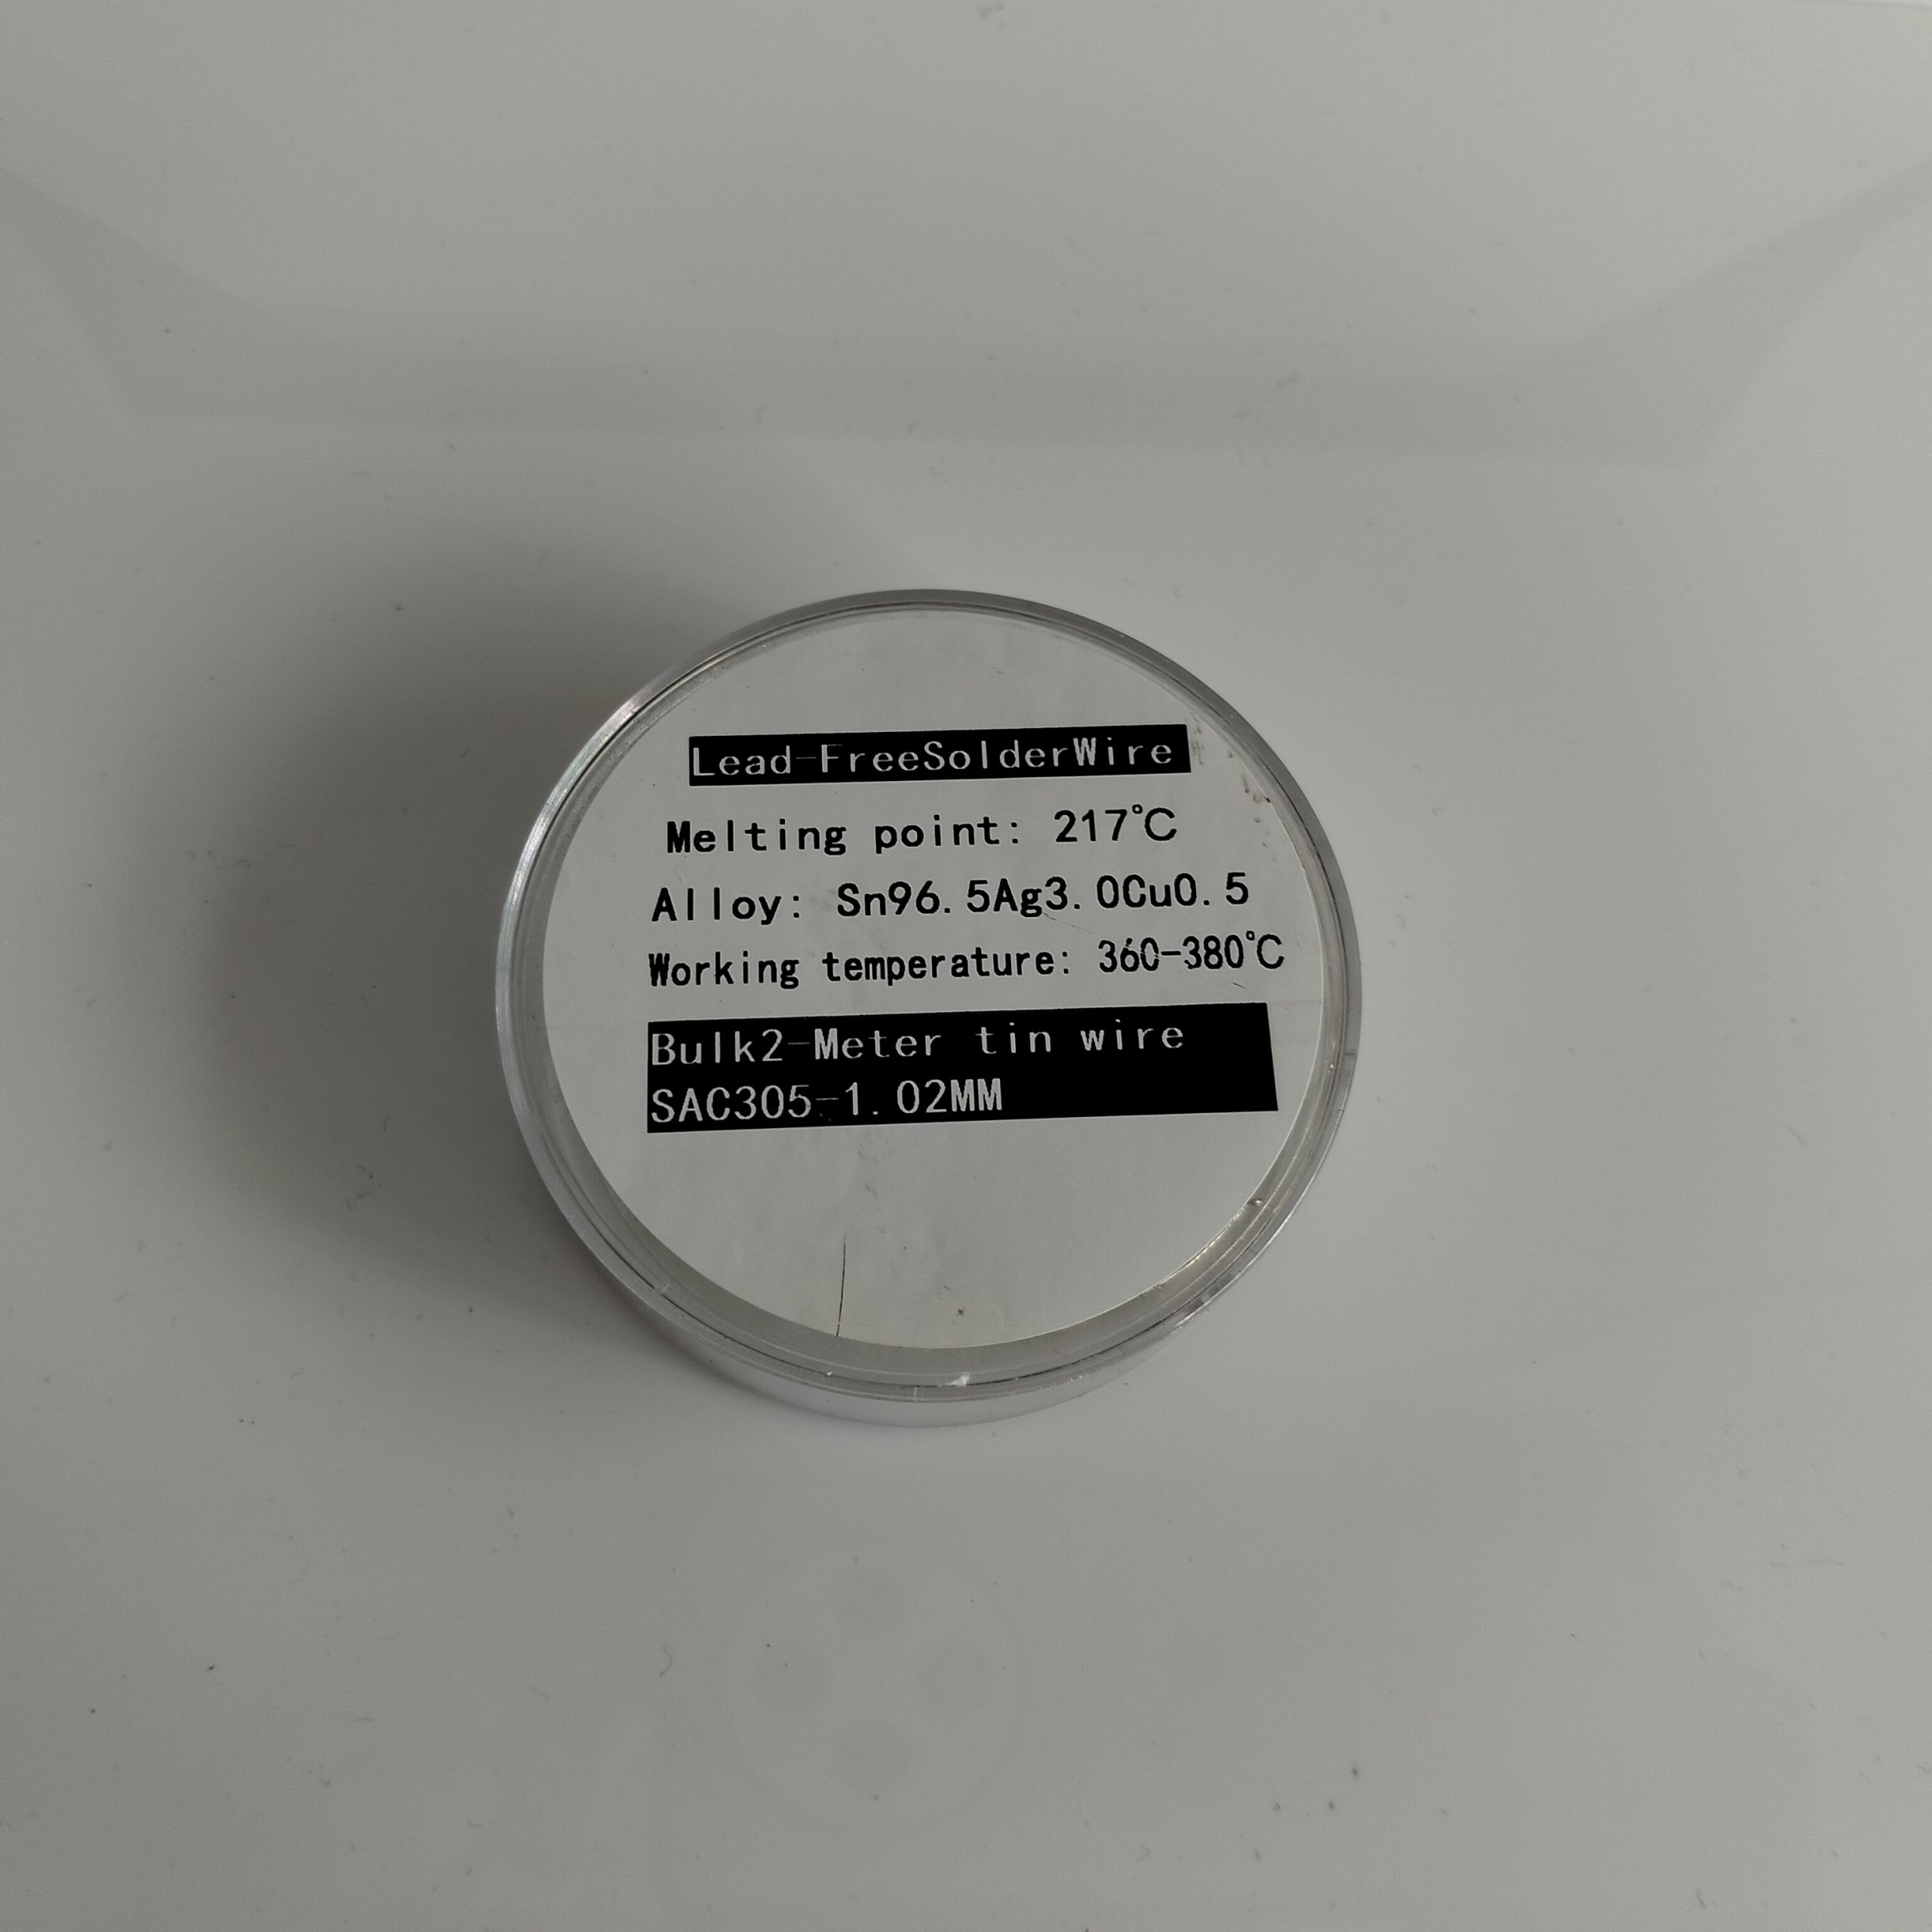 Lead-FreeSolderWire
Melting point: 217℃
Alloy: Sn96.5Ag3.0Cu0.5
Working temperature: 360-380℃
Bulk2-Meter tin wire
SAC305-1.02MM